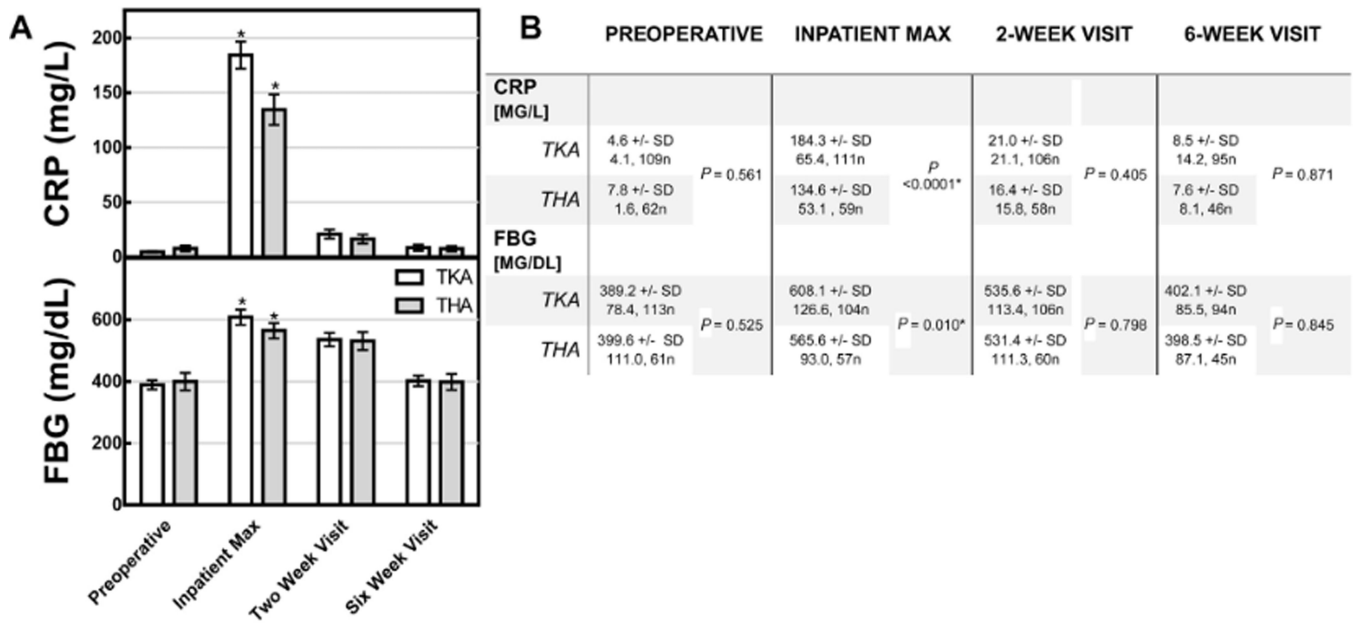 A
CRP (mg/L)
200
150
100
50
0
*
*
FBG (mg/dL)
600
400
200
0
*
*
TKA
THA
Preoperative
Inpatient Max
Two Week Visit
Six Week Visit
B
PREOPERATIVE INPATIENT MAX 2-WEEK VISIT 6-WEEK VISIT
CRP
[MG/L]
TKA
4.6 +/- SD
4.1, 109n
184.3 +/- SD
65.4, 111n
21.0 +/- SD
21.1, 106n
8.5 +/- SD
14.2, 95n
P = 0.561
P
<0.0001*
P = 0.405
P = 0.871
THA
7.8 +/- SD
1.6, 62n
134.6 +/- SD
53.1 , 59n
16.4 +/- SD
15.8, 58n
7.6 +/- SD
8.1, 46n
FBG
[MG/DL]
TKA
389.2 +/- SD
78.4, 113n
608.1 +/- SD
126.6, 104n
535.6 +/- SD
113.4, 106n
402.1 +/- SD
85.5, 94n
P = 0.525
P = 0.010*
P = 0.798
P = 0.845
THA
399.6 +/- SD
111.0, 61n
565.6 +/- SD
93.0, 57n
531.4 +/- SD
111.3, 60n
398.5 +/- SD
87.1, 45n